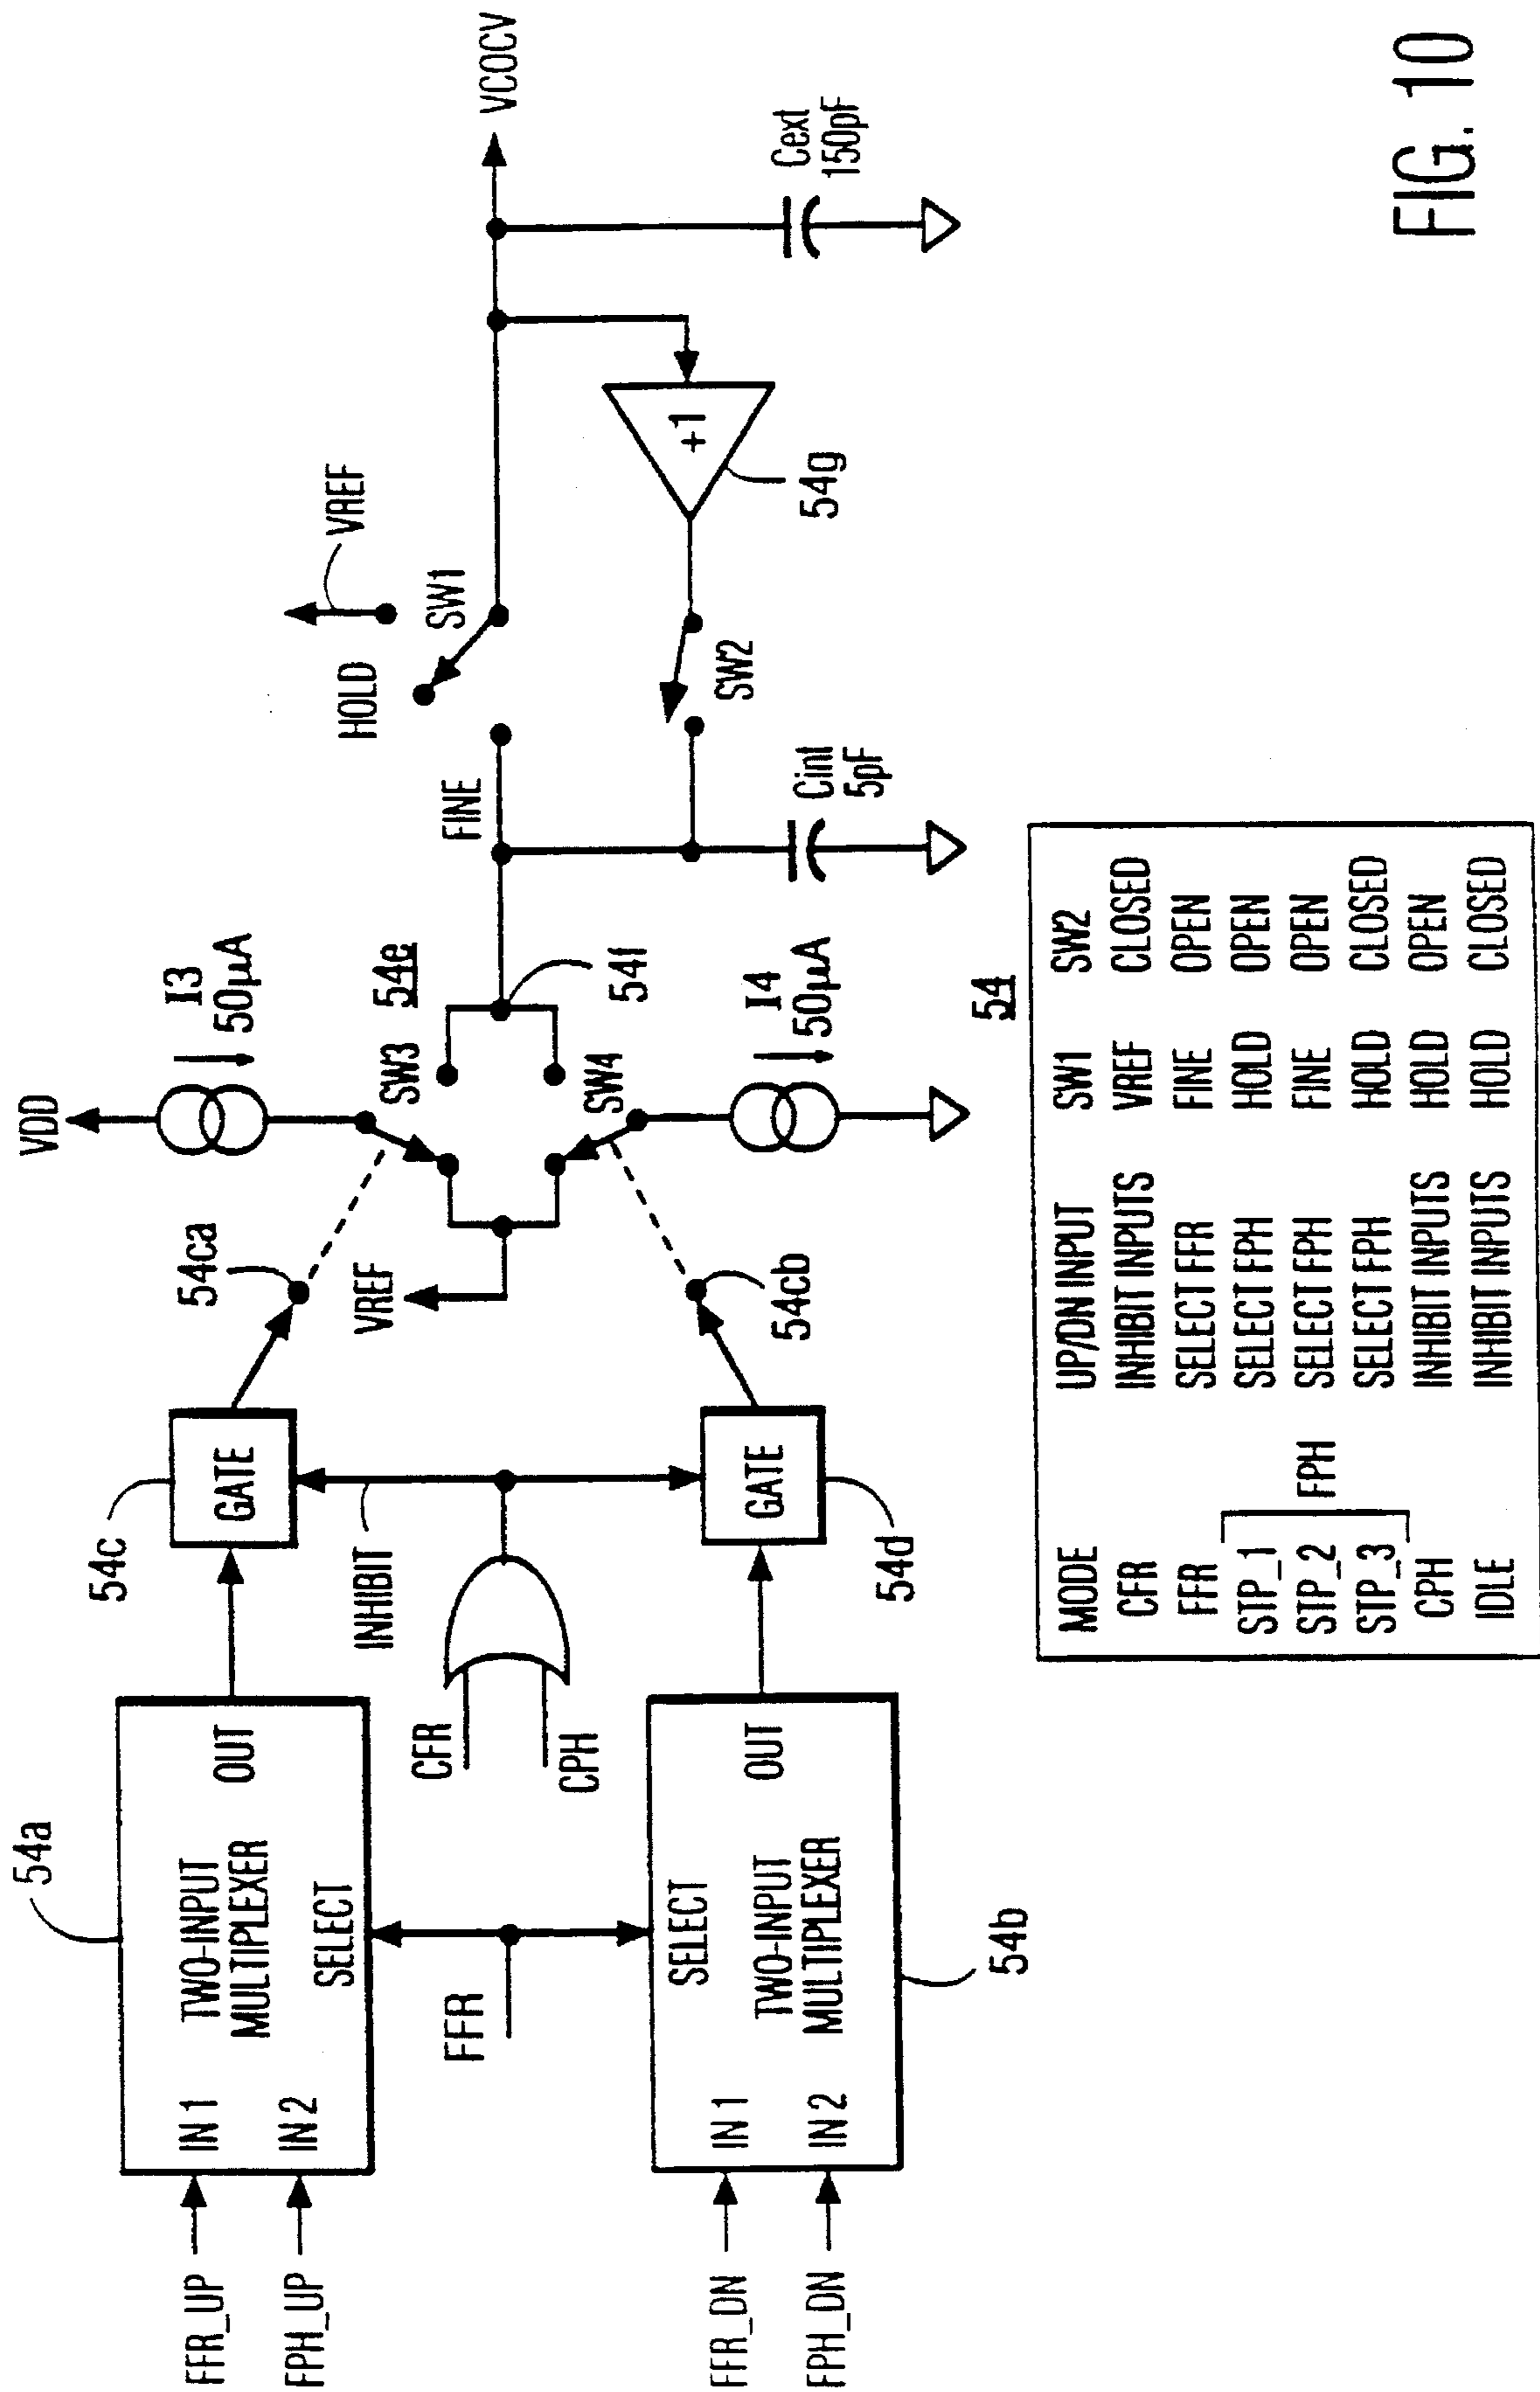 FFR_UP
FPH_UP
IN 1
IN 2
TWO-INPUT
MULTIPLEXER
OUT
SELECT
54a
FFR
FFR_DN
FPH_DN
IN 1
IN 2
SELECT
TWO-INPUT
MULTIPLEXER
OUT
54b
CFR
CPH
INHIBIT
54c
GATE
GATE
54d
54ca
54cb
VREF
VDD
I3
50µA
SW3
54e
54f
SW4
I4
50µA
FINE
HOLD
VREF
SW1
SW2
Cint
5pF
+1
54g
VCOCV
Cext
150pF
54
MODE UP/DN INPUT SW1 SW2
CFR INHIBIT INPUTS VREF CLOSED
FFR SELECT FFR FINE OPEN
STP_1 SELECT FPH HOLD OPEN
STP_2 FPH SELECT FPH FINE OPEN
STP_3 SELECT FPH HOLD CLOSED
CPH INHIBIT INPUTS HOLD OPEN
IDLE INHIBIT INPUTS HOLD CLOSED
FIG. 10